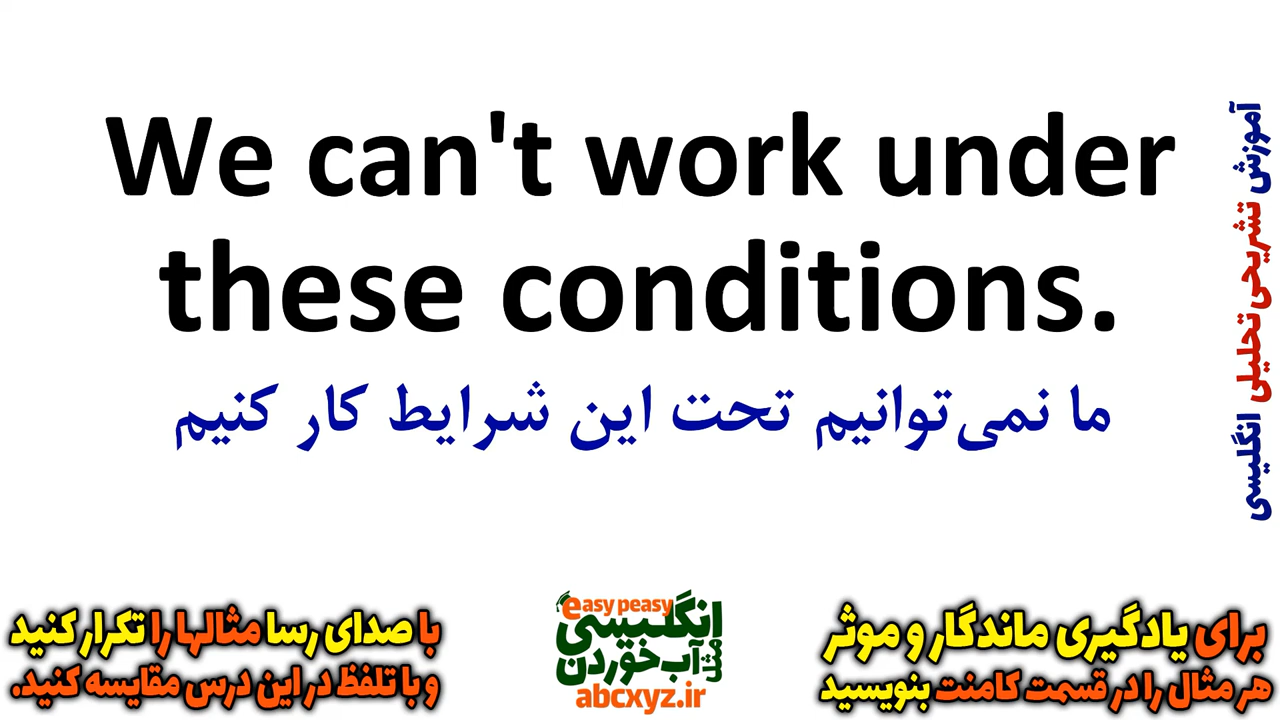 We can't work under
these conditions.
ما نمی‌توانیم تحت این شرایط کار کنیم
آموزش تشریحی تحلیلی انگلیسی
برای یادگیری ماندگار و موثر
هر مثال را در قسمت کامنت بنویسید
easy peasy
انگلیسی
مثل آب خوردن
abcxyz.ir
با صدای رسا مثالها را تکرار کنید
و با تلفظ در این درس مقایسه کنید.